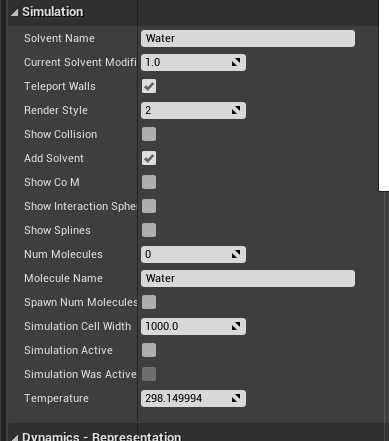 Simulation
Solvent Name Water
Current Solvent Modifi 1.0
Teleport Walls
Render Style 2
Show Collision
Add Solvent
Show Co M
Show Interaction Sphe
Show Splines
Num Molecules 0
Molecule Name Water
Spawn Num Molecules
Simulation Cell Width 1000.0
Simulation Active
Simulation Was Active
Temperature 298.149994
Dynamics - Representation